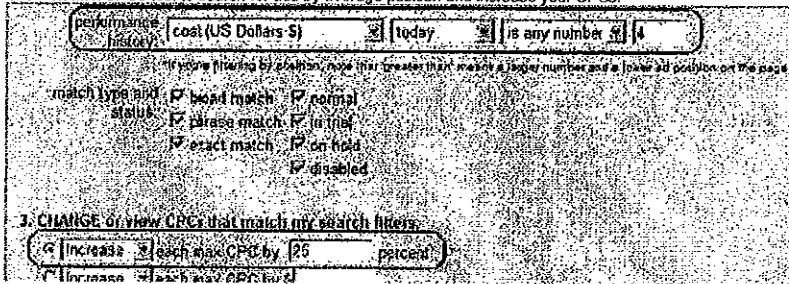 performance history: cost (US Dollars $) today is any number 4
*If you're filtering by position, note that "greater than" means a larger number and a lower ad position on the page
match type and status: broad match normal
phrase match in trial
exact match on hold
disabled
3. CHANGE or view CPCs that match my search filters.
Increase each max CPC by 25 percent
Increase each max CPC by $